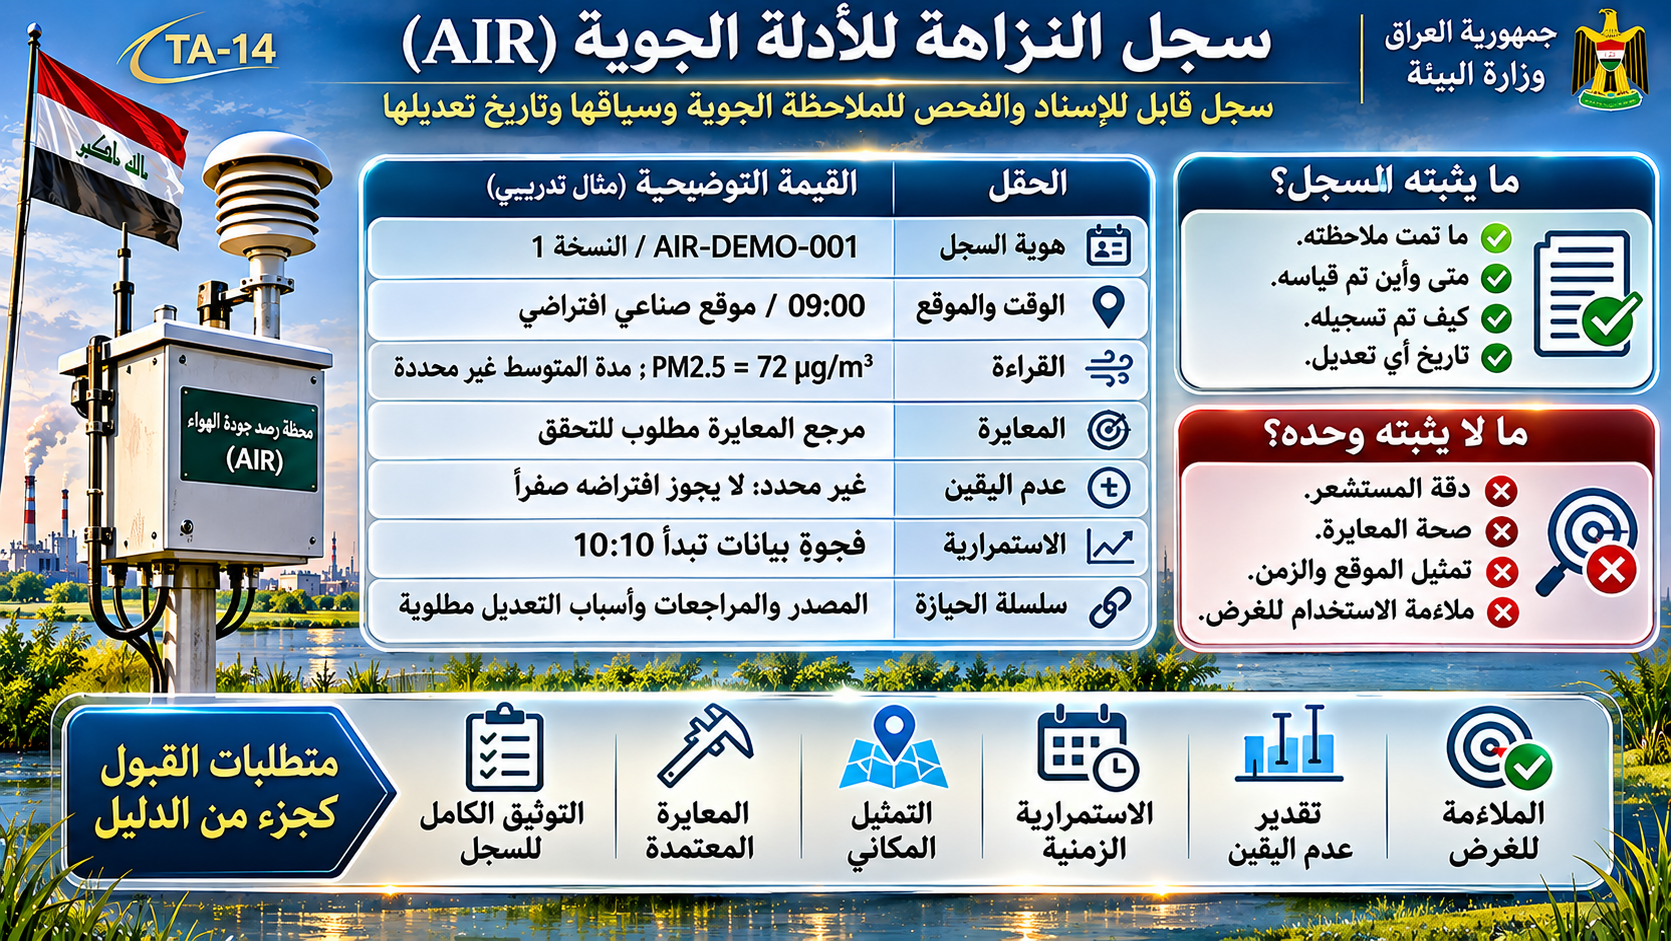 جمهورية العراق
وزارة البيئة
سجل النزاهة للأدلة الجوية (AIR)
سجل قابل للإسناد والفحص للملاحظة الجوية وسياقها وتاريخ تعديلها
TA-14
الله اكبر
محطة رصد جودة الهواء
(AIR)
ما يثبته السجل؟
ما تمت ملاحظته.
متى وأين تم قياسه.
كيف تم تسجيله.
تاريخ أي تعديل.
ما لا يثبته وحده؟
دقة المستشعر.
صحة المعايرة.
تمثيل الموقع والزمن.
ملاءمة الاستخدام للغرض.
الحقل القيمة التوضيحية (مثال تدريبي)
هوية السجل AIR-DEMO-001 / النسخة 1
الوقت والموقع 09:00 / موقع صناعي افتراضي
القراءة PM2.5 = 72 µg/m³ ; مدة المتوسط غير محددة
المعايرة مرجع المعايرة مطلوب للتحقق
عدم اليقين غير محدد: لا يجوز افتراضه صفراً
الاستمرارية فجوة بيانات تبدأ 10:10
سلسلة الحيازة المصدر والمراجعات وأسباب التعديل مطلوبة
متطلبات القبول
كجزء من الدليل
الملاءمة
للغرض
تقدير
عدم اليقين
الاستمرارية
الزمنية
التمثيل
المكاني
المعايرة
المعتمدة
التوثيق الكامل
للسجل